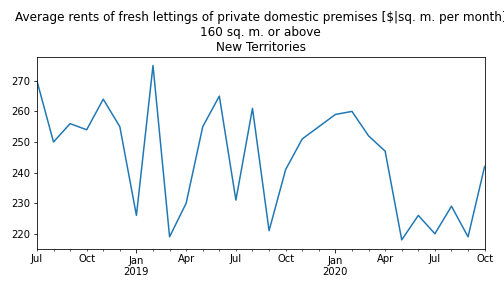 Average rents of fresh lettings of private domestic premises [$|sq. m. per month]
160 sq. m. or above
New Territories
270
260
250
240
230
220
Jul Oct Jan Apr Jul Oct Jan Apr Jul Oct
2019 2020